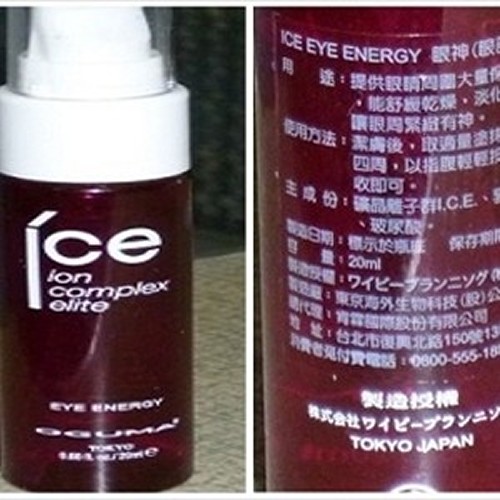 ice
ion
complex
elite
EYE ENERGY
OGUMA
TOKYO
0.66 fl. oz./20ml e
ICE EYE ENERGY 眼神(眼
用 途:提供眼睛周圍大量
,能舒緩乾燥、淡化
讓眼周緊緻有神。
使用方法:潔膚後,取適量塗
四周,以指腹輕輕
收即可。
主 成 份:礦晶離子群I.C.E.、
、玻尿酸。
製造日期:標示於瓶底 保存期
容 量:20ml
製造授權:ワイピープランニング
製造廠:東京海外生物科技(股)
總代理:青霖國際股份有限公司
地 址:台北市復興北路150號
消費者免付費電話:0800-555-
製造授權
株式会社ワイピープランニン
TOKYO JAPAN